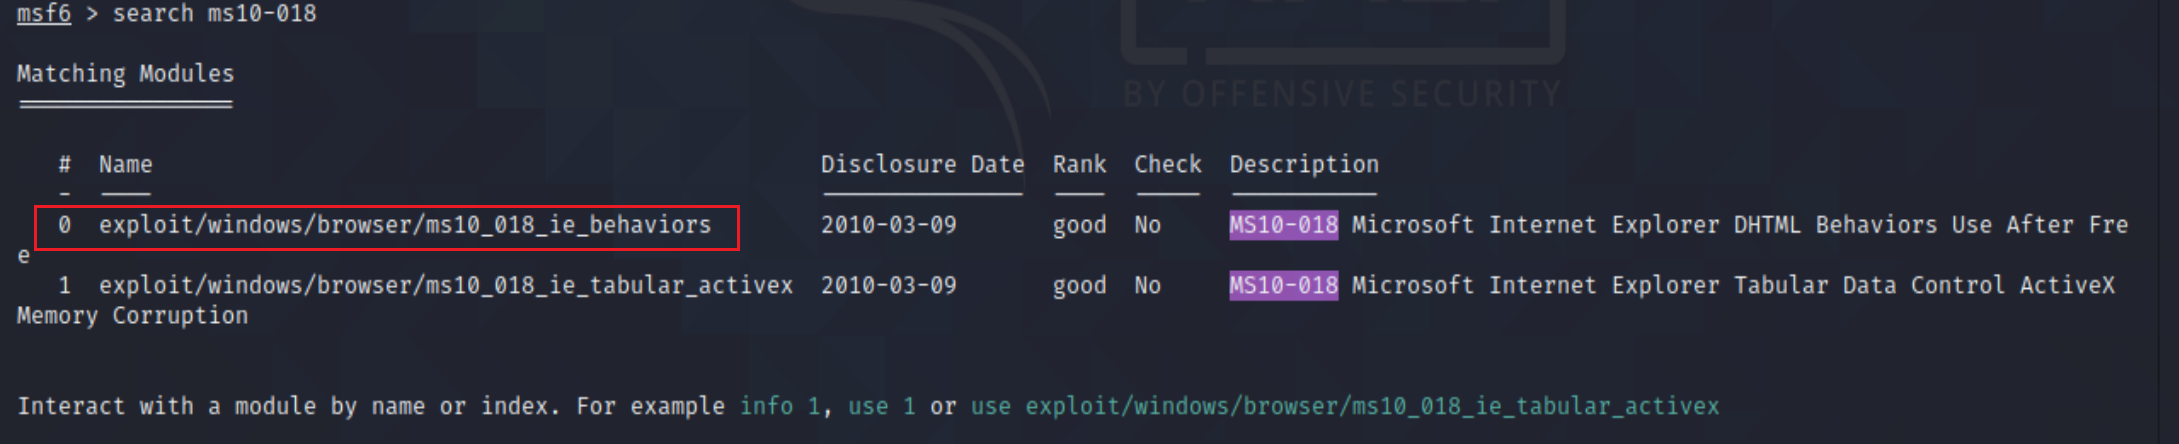 msf6 > search ms10-018
BY OFFENSIVE SECURITY
Matching Modules
================
# Name Disclosure Date Rank Check Description
- ---- --------------- ---- ----- -----------
0 exploit/windows/browser/ms10_018_ie_behaviors 2010-03-09 good No MS10-018 Microsoft Internet Explorer DHTML Behaviors Use After Fre
e
1 exploit/windows/browser/ms10_018_ie_tabular_activex 2010-03-09 good No MS10-018 Microsoft Internet Explorer Tabular Data Control ActiveX
Memory Corruption
Interact with a module by name or index. For example info 1, use 1 or use exploit/windows/browser/ms10_018_ie_tabular_activex